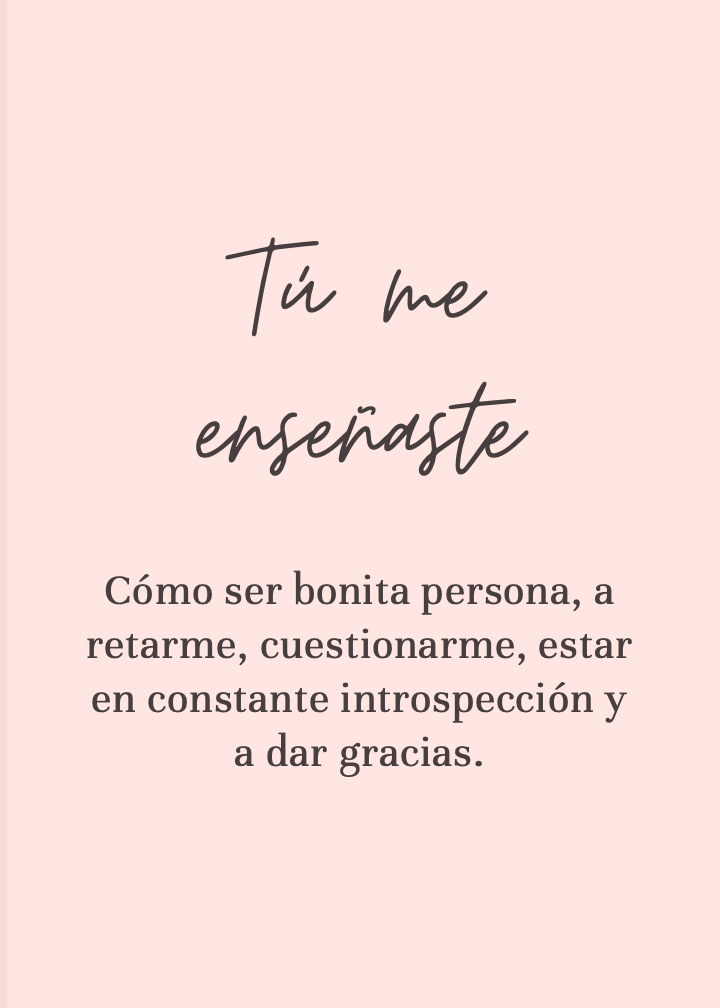 Tú me
enseñaste
Cómo ser bonita persona, a
retarme, cuestionarme, estar
en constante introspección y
a dar gracias.